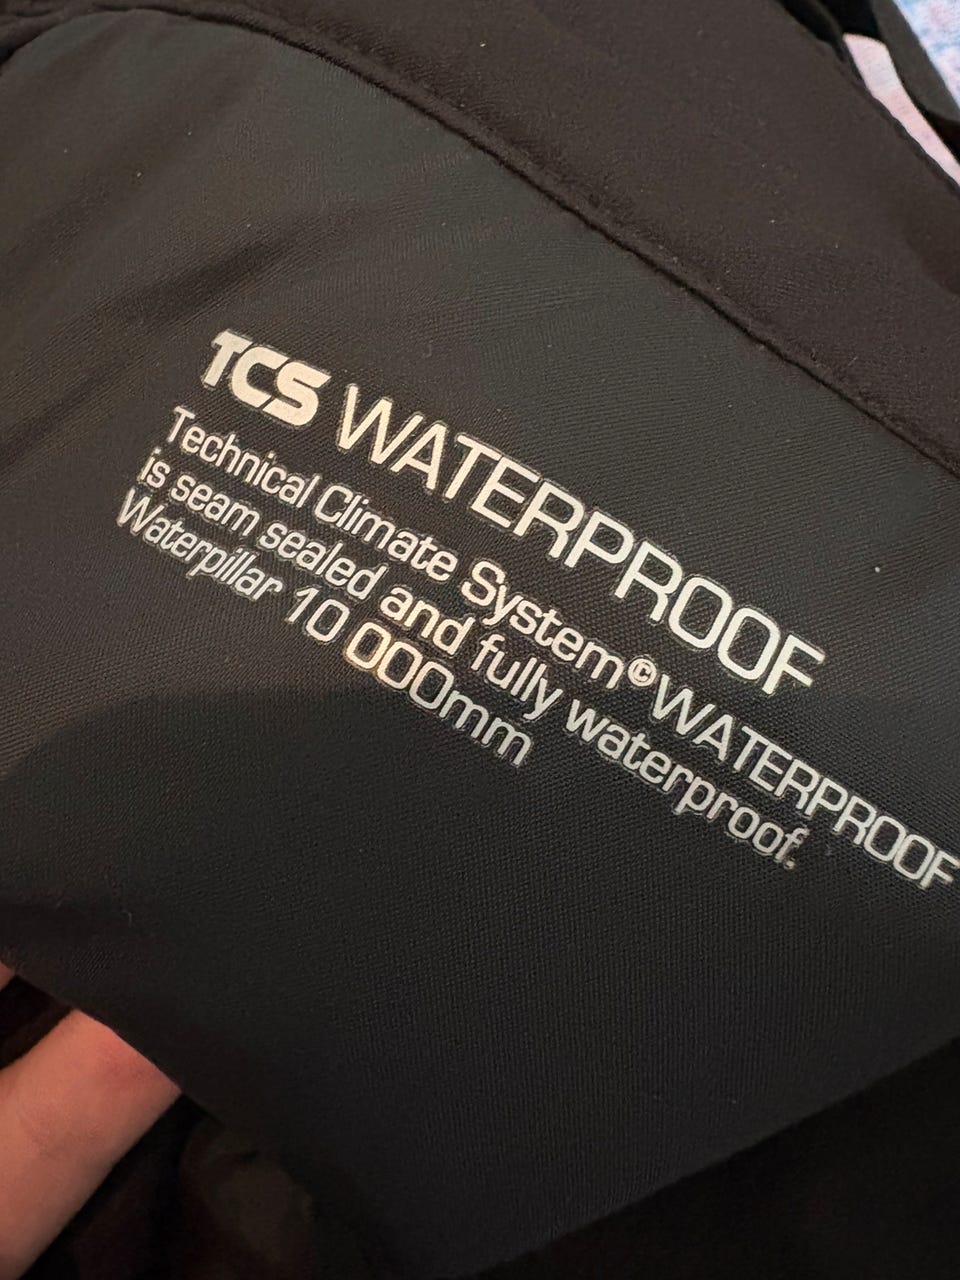 TCS WATERPROOF
Technical Climate System© WATERPROOF
is seam sealed and fully waterproof.
Waterpillar 10 000mm